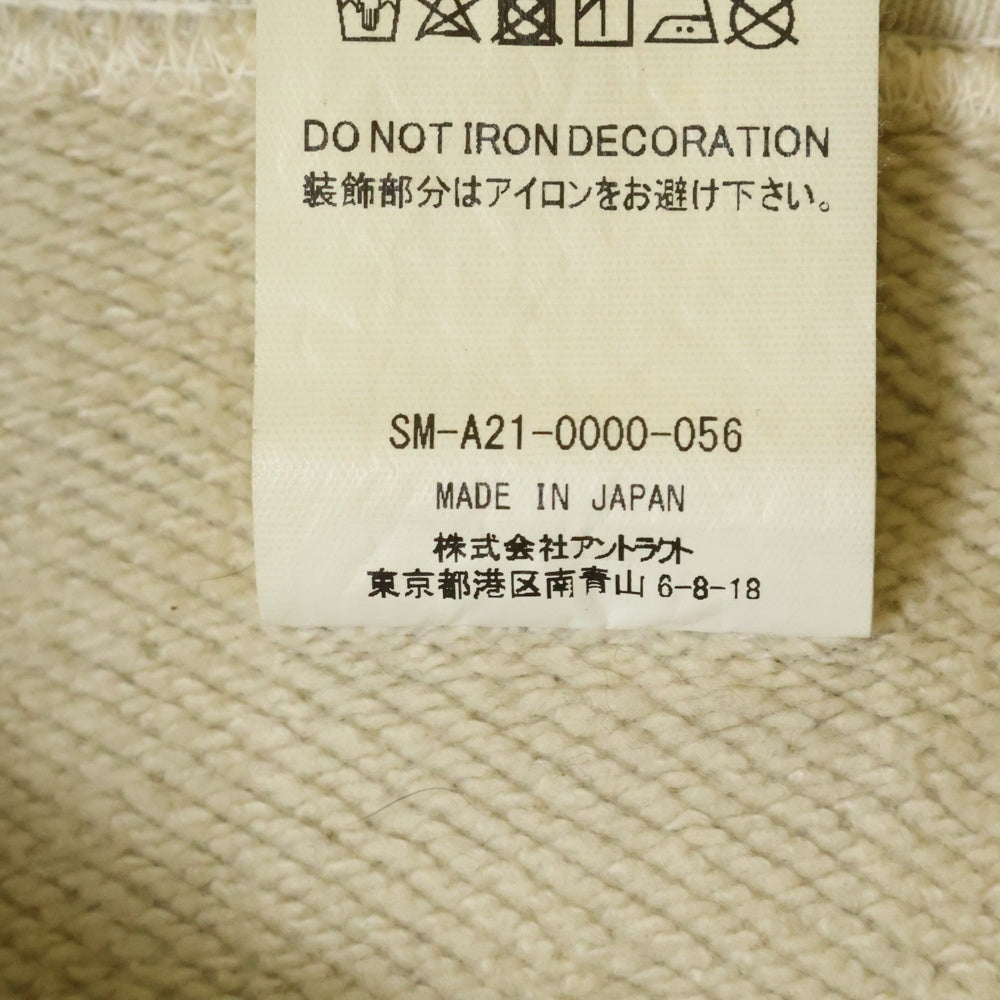 DO NOT IRON DECORATION
装飾部分はアイロンをお避け下さい。
SM-A21-0000-056
MADE IN JAPAN
株式会社アントラクト
東京都港区南青山 6-8-18